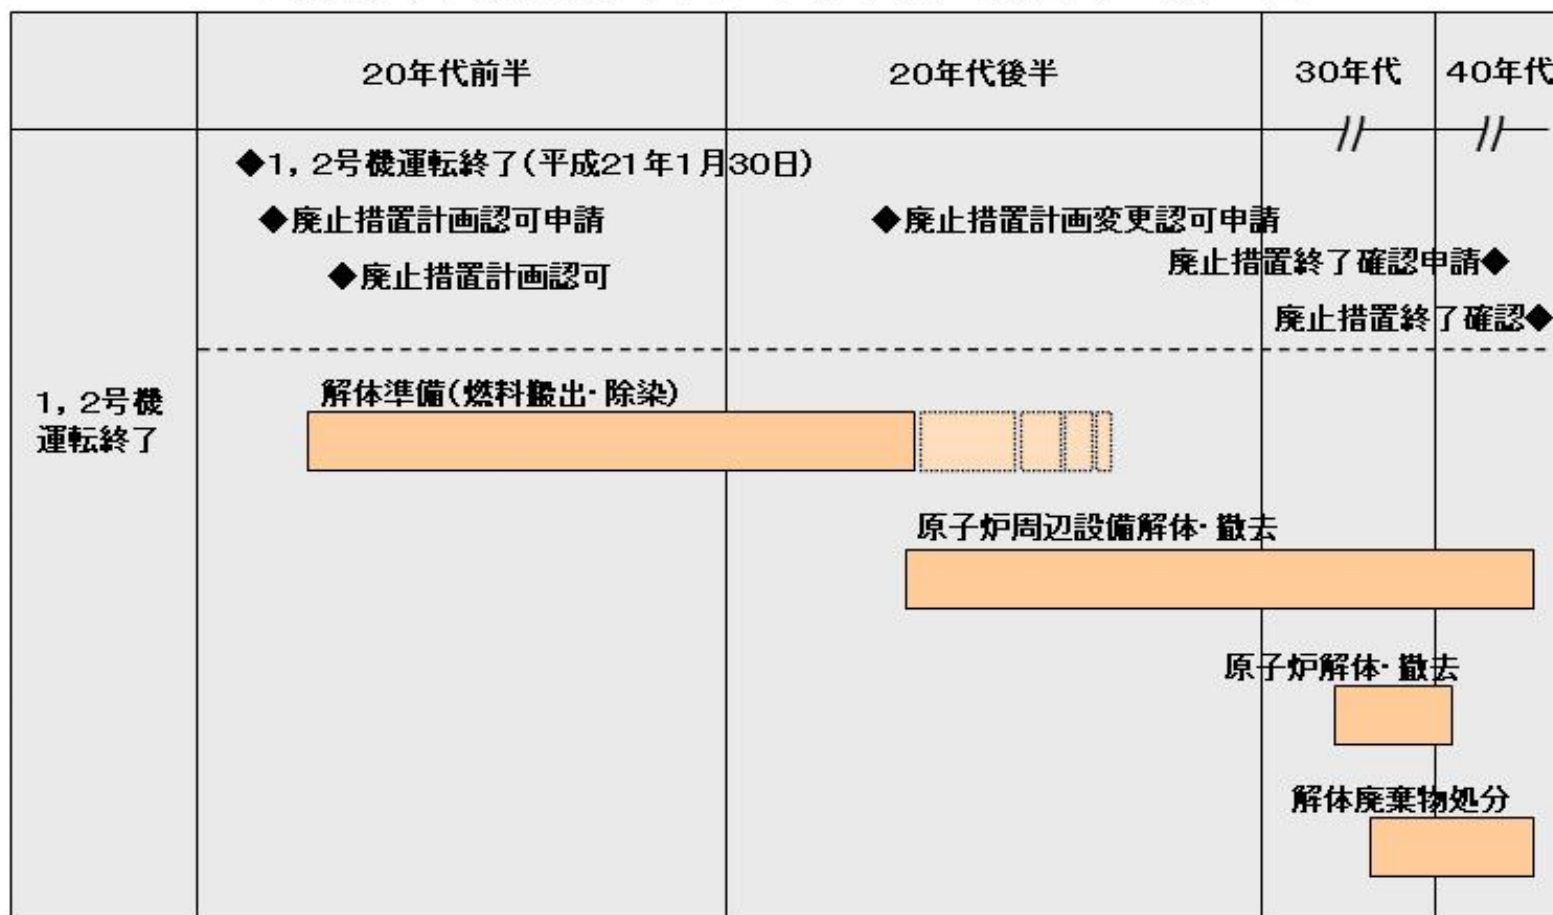 20年代前半
20年代後半
30年代
40年代
◆1，2号機運転終了(平成21年1月30日)
◆廃止措置計画認可申請
◆廃止措置計画変更認可申請
◆廃止措置計画認可
廃止措置終了確認申請◆
廃止措置終了確認◆
1，2号機
運転終了
解体準備(燃料搬出・除染)
原子炉周辺設備解体・撤去
原子炉解体・撤去
解体廃棄物処分